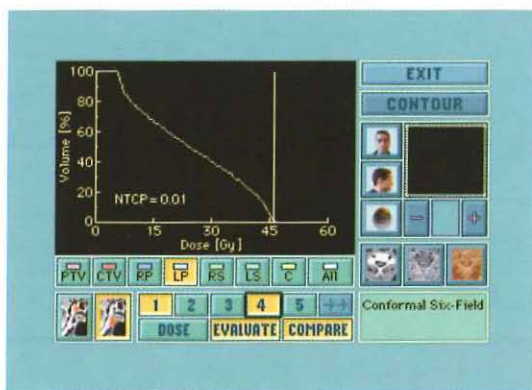 EXIT
CONTOUR
100
80
60
40
20
0
Volume [%]
NTCP = 0.01
0 15 30 45 60
Dose [Gy]
PTV CTV RP LP RS LS C All
1 2 3 4 5
DOSE EVALUATE COMPARE
Conformal Six-Field